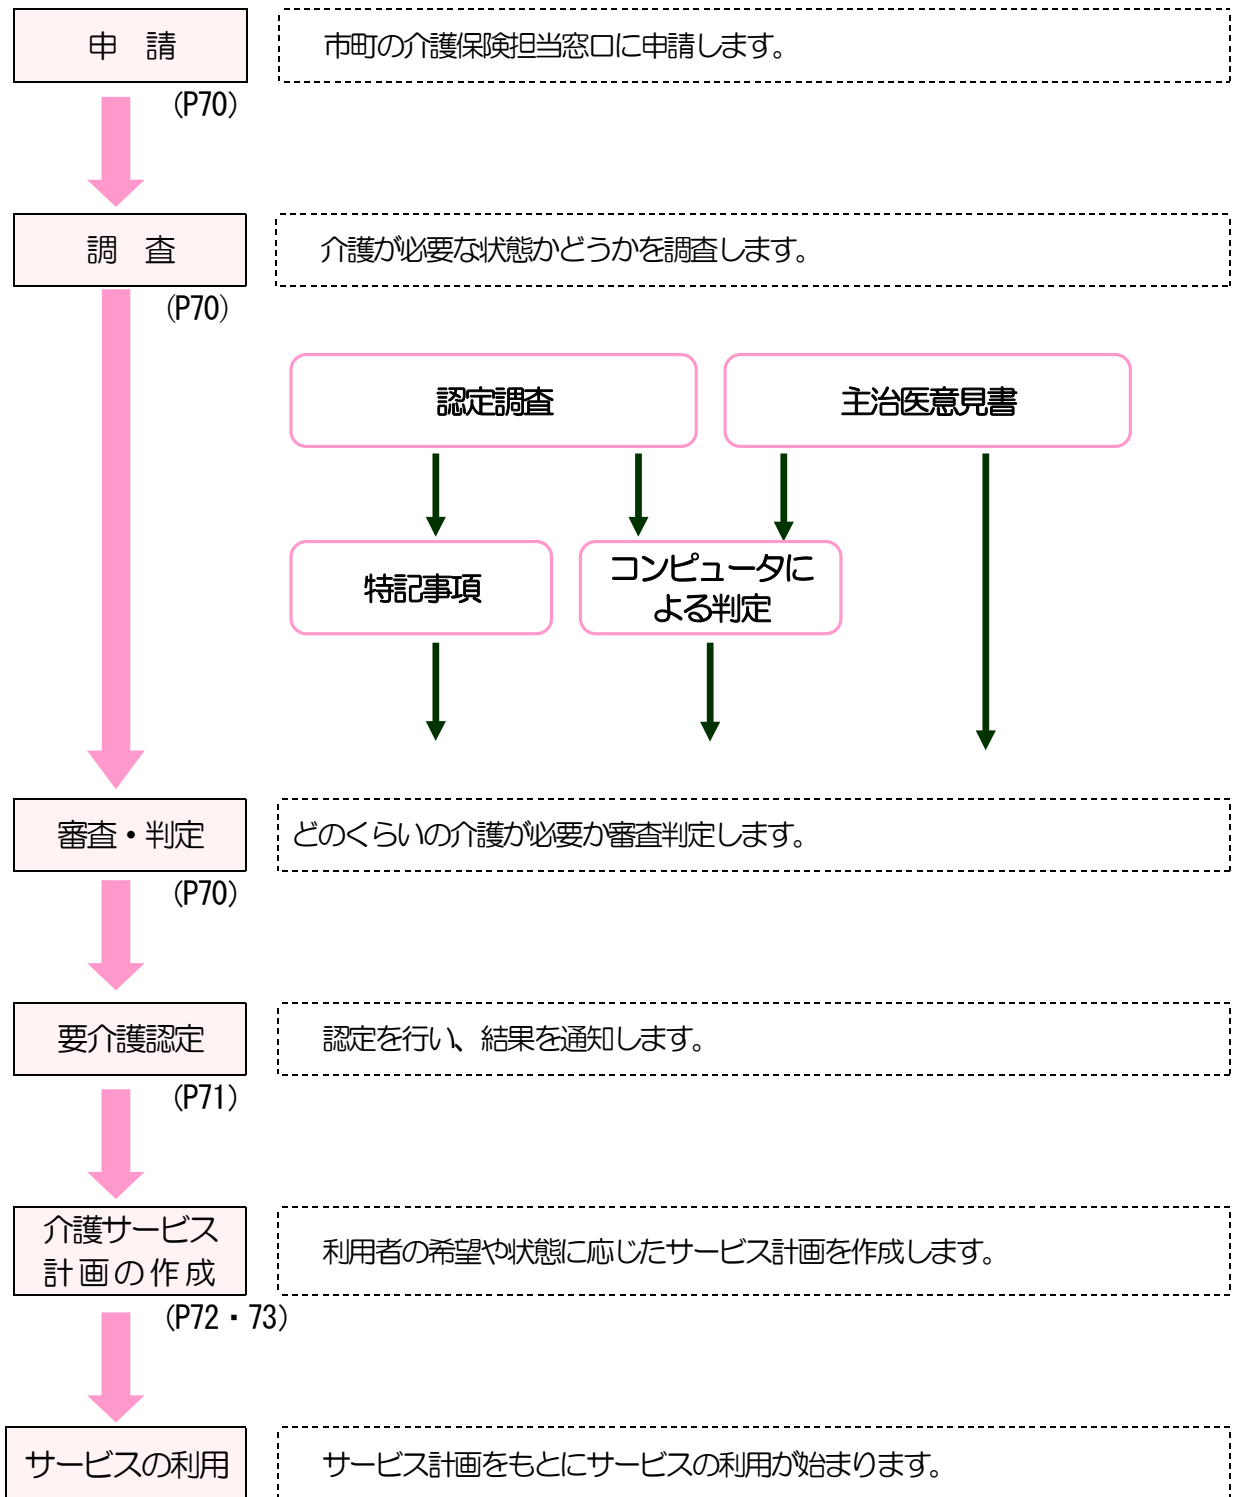 申　請
市町の介護保険担当窓口に申請します。
(P70)
調　査
介護が必要な状態かどうかを調査します。
(P70)
認定調査
主治医意見書
特記事項
コンピュータに
よる判定
審査・判定
どのくらいの介護が必要か審査判定します。
(P70)
要介護認定
認定を行い、結果を通知します。
(P71)
介護サービス
計画の作成
利用者の希望や状態に応じたサービス計画を作成します。
(P72・73)
サービスの利用
サービス計画をもとにサービスの利用が始まります。